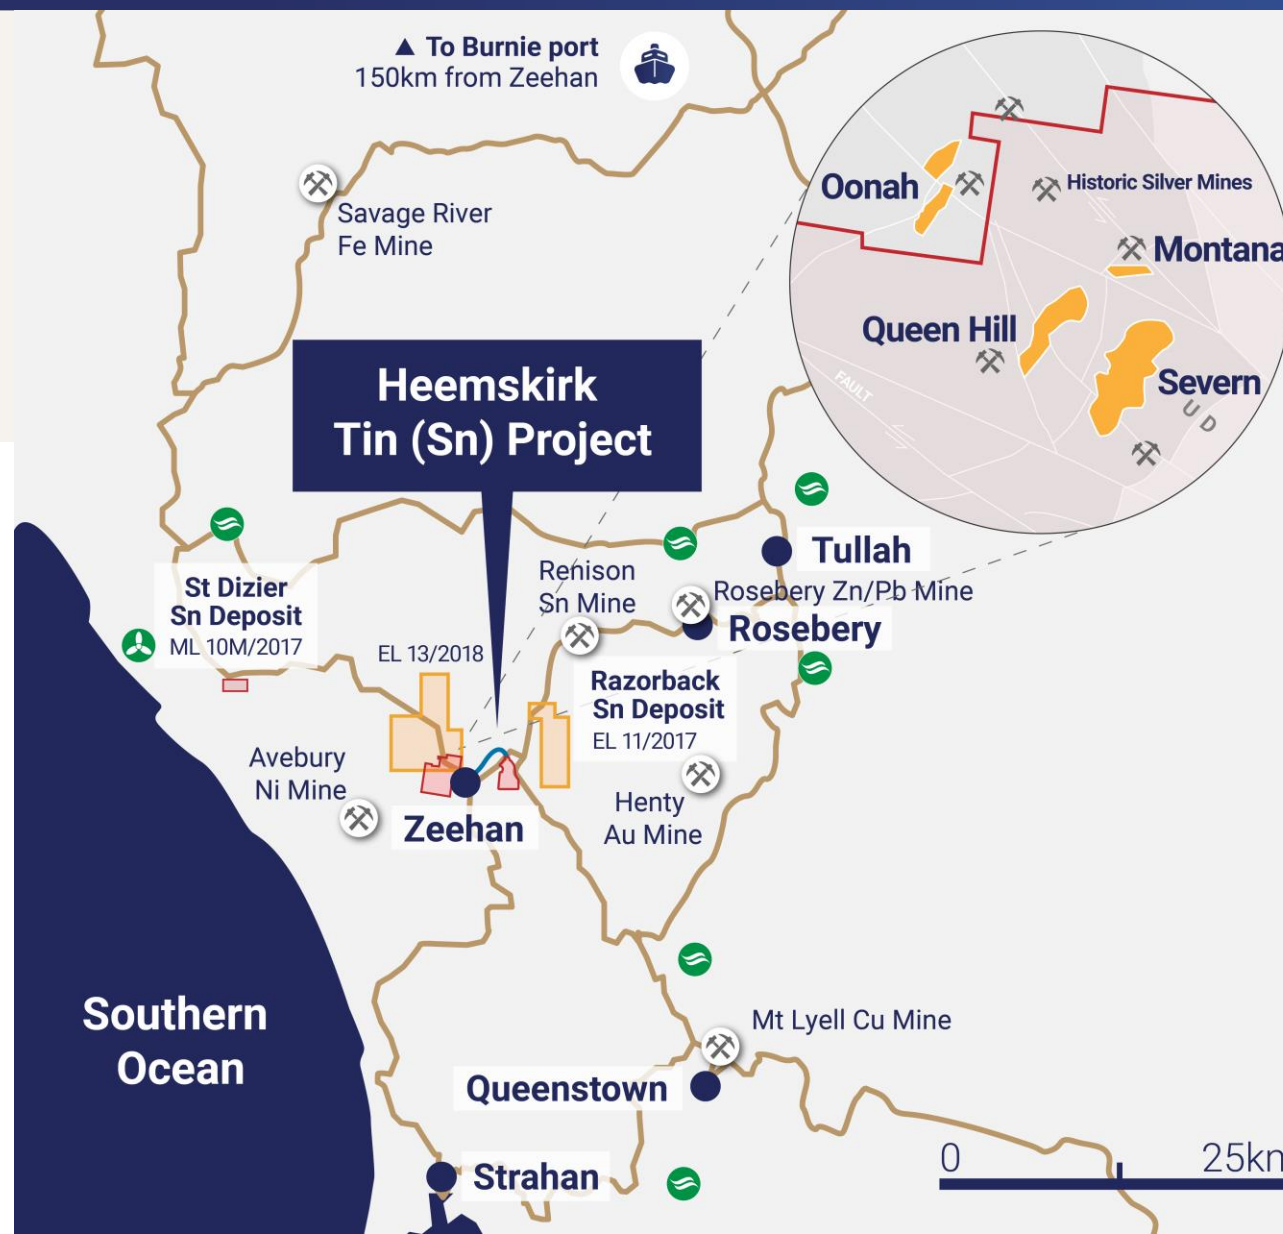 ▲ To Burnie port
150km from Zeehan
Savage River
Fe Mine
Oonah
Historic Silver Mines
Montana
Queen Hill
Severn
FAULT
U D
Heemskirk
Tin (Sn) Project
St Dizier
Sn Deposit
ML 10M/2017
Renison
Sn Mine
Tullah
Rosebery Zn/Pb Mine
Rosebery
EL 13/2018
Razorback
Sn Deposit
EL 11/2017
Avebury
Ni Mine
Zeehan
Henty
Au Mine
Southern
Ocean
Mt Lyell Cu Mine
Queenstown
Strahan
0 25km